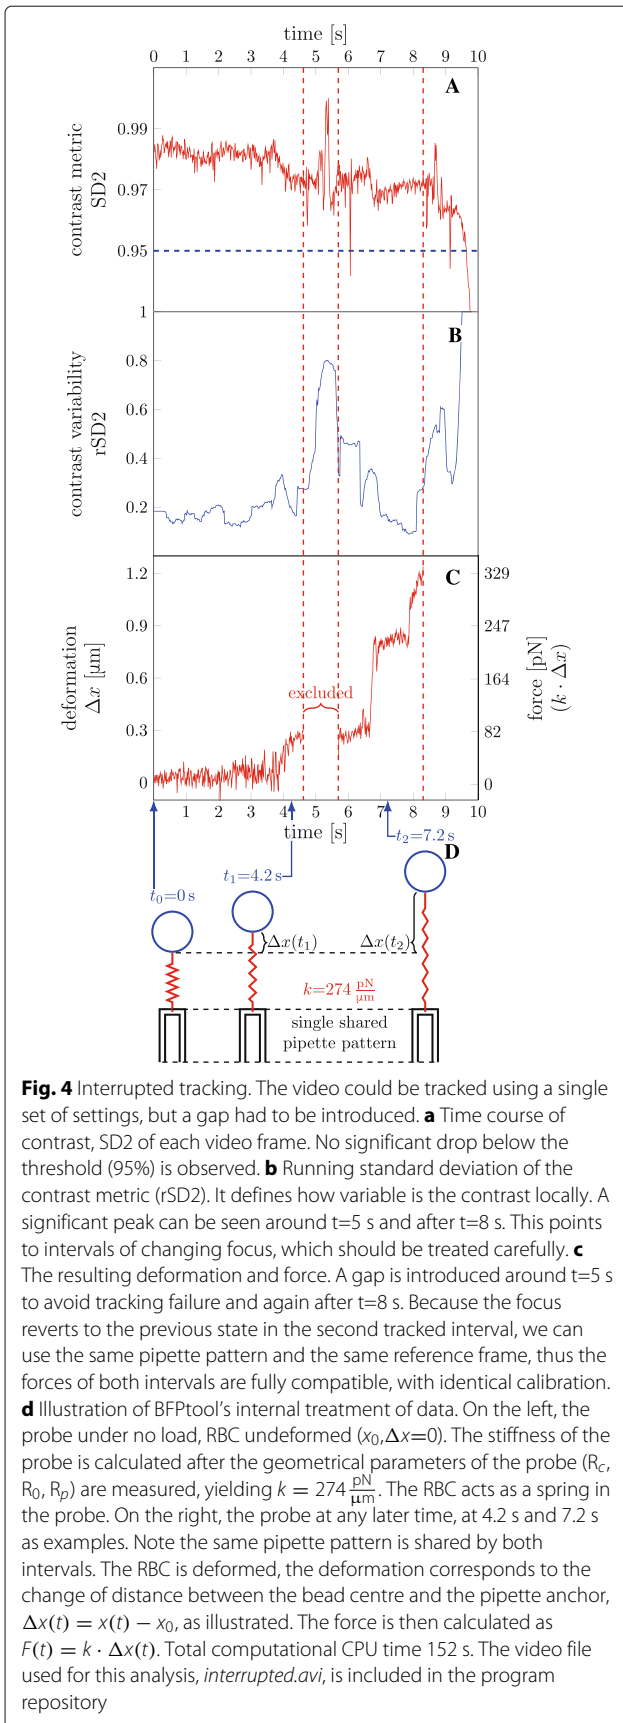 time [s]
0 1 2 3 4 5 6 7 8 9 10
A
0.99
0.97
0.95
contrast metric
SD2
1
B
0.8
0.6
0.4
0.2
contrast variability
rSD2
C
1.2
0.9
0.6
0.3
0
deformation
Δx [µm]
329
247
164
82
0
force [pN]
(k · Δx)
excluded
0 1 2 3 4 5 6 7 8 9 10
time [s]
t₂=7.2 s
D
t₁=4.2 s
t₀=0 s
Δx(t₁)
Δx(t₂)
k=274 pN/µm
single shared
pipette pattern
Fig. 4 Interrupted tracking. The video could be tracked using a single
set of settings, but a gap had to be introduced. a Time course of
contrast, SD2 of each video frame. No significant drop below the
threshold (95%) is observed. b Running standard deviation of the
contrast metric (rSD2). It defines how variable is the contrast locally. A
significant peak can be seen around t=5 s and after t=8 s. This points
to intervals of changing focus, which should be treated carefully. c
The resulting deformation and force. A gap is introduced around t=5 s
to avoid tracking failure and again after t=8 s. Because the focus
reverts to the previous state in the second tracked interval, we can
use the same pipette pattern and the same reference frame, thus the
forces of both intervals are fully compatible, with identical calibration.
d Illustration of BFPtool's internal treatment of data. On the left, the
probe under no load, RBC undeformed (x₀,Δx=0). The stiffness of the
probe is calculated after the geometrical parameters of the probe (R_c,
R₀, R_p) are measured, yielding k = 274 pN/µm. The RBC acts as a spring in
the probe. On the right, the probe at any later time, at 4.2 s and 7.2 s
as examples. Note the same pipette pattern is shared by both
intervals. The RBC is deformed, the deformation corresponds to the
change of distance between the bead centre and the pipette anchor,
Δx(t) = x(t) − x₀, as illustrated. The force is then calculated as
F(t) = k · Δx(t). Total computational CPU time 152 s. The video file
used for this analysis, interrupted.avi, is included in the program
repository